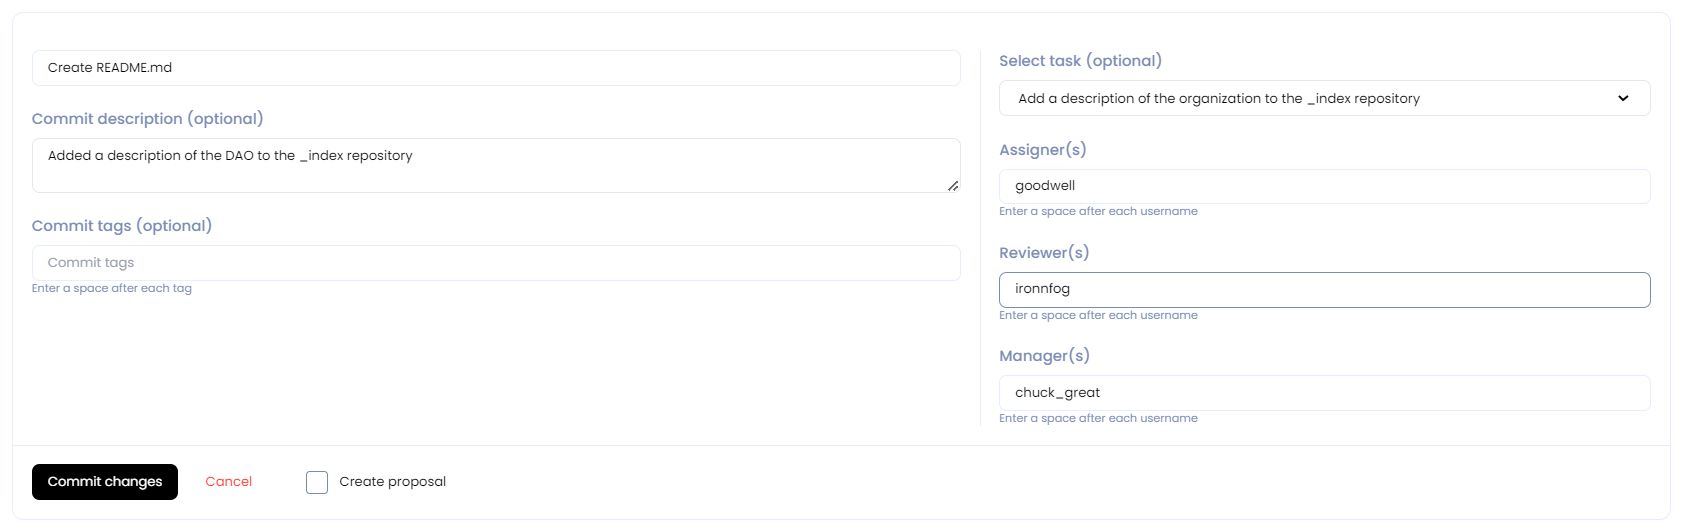 Create README.md
Commit description (optional)
Added a description of the DAO to the _index repository
Commit tags (optional)
Commit tags
Enter a space after each tag
Select task (optional)
Add a description of the organization to the _index repository
Assigner(s)
goodwell
Enter a space after each username
Reviewer(s)
ironnfog
Enter a space after each username
Manager(s)
chuck_great
Enter a space after each username
Commit changes
Cancel
Create proposal